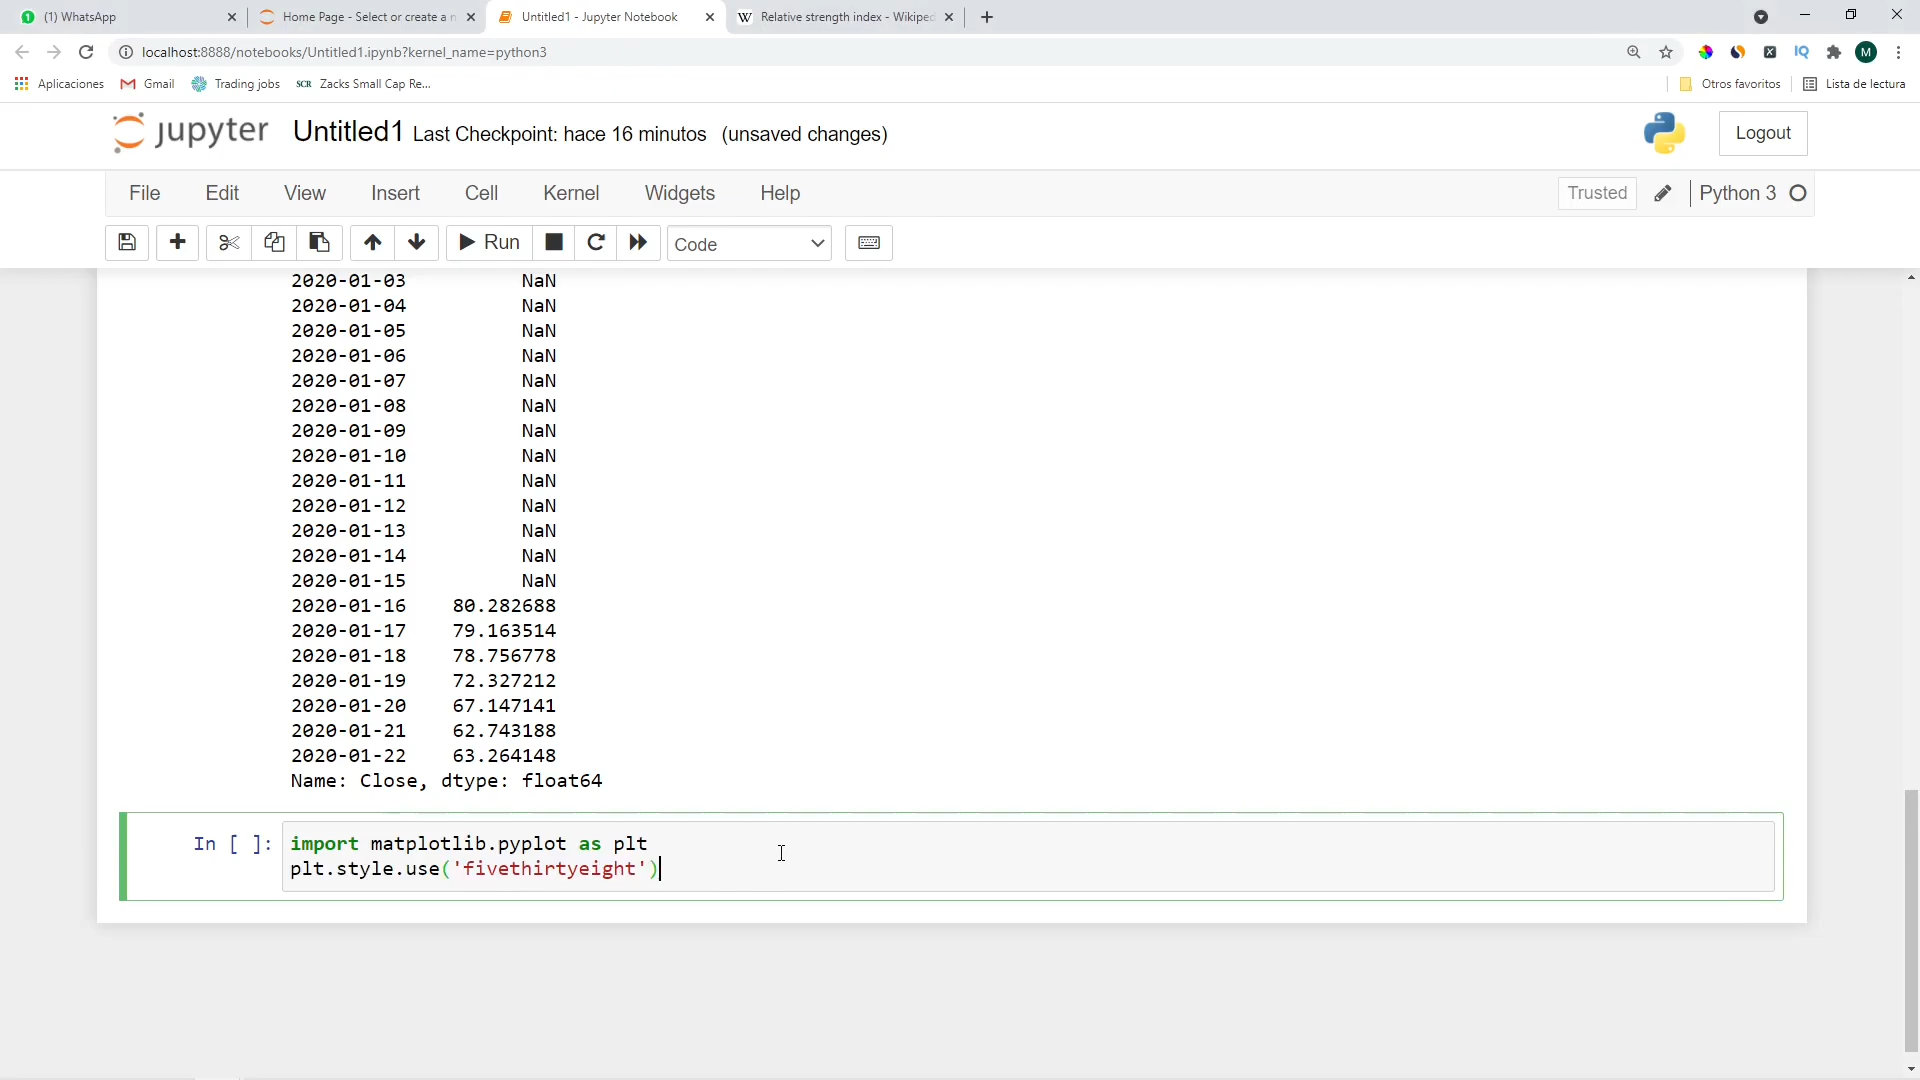 (1) WhatsApp
Home Page - Select or create a n
Untitled1 - Jupyter Notebook
W Relative strength index - Wikiped
localhost:8888/notebooks/Untitled1.ipynb?kernel_name=python3
IQ
M
Aplicaciones
Gmail
Trading jobs
SCR Zacks Small Cap Re...
Otros favoritos
Lista de lectura
jupyter Untitled1 Last Checkpoint: hace 16 minutos (unsaved changes)
Logout
File Edit View Insert Cell Kernel Widgets Help
Trusted
Python 3
Run
Code
2020-01-03 NaN
2020-01-04 NaN
2020-01-05 NaN
2020-01-06 NaN
2020-01-07 NaN
2020-01-08 NaN
2020-01-09 NaN
2020-01-10 NaN
2020-01-11 NaN
2020-01-12 NaN
2020-01-13 NaN
2020-01-14 NaN
2020-01-15 NaN
2020-01-16 80.282688
2020-01-17 79.163514
2020-01-18 78.756778
2020-01-19 72.327212
2020-01-20 67.147141
2020-01-21 62.743188
2020-01-22 63.264148
Name: Close, dtype: float64
In [ ]: import matplotlib.pyplot as plt
plt.style.use('fivethirtyeight')